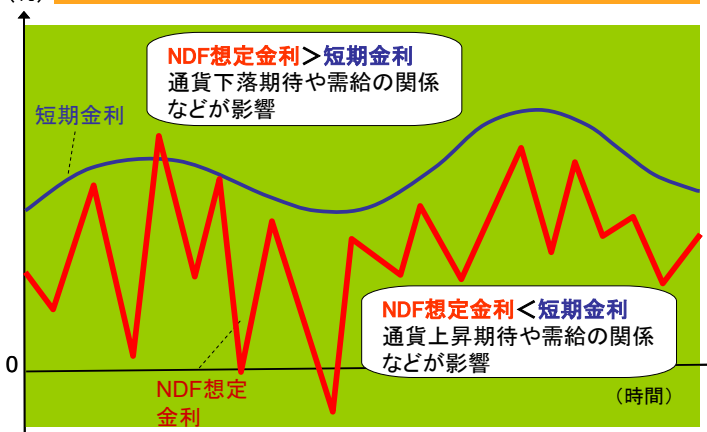 NDF想定金利＞短期金利
通貨下落期待や需給の関係
などが影響
短期金利
NDF想定金利＜短期金利
通貨上昇期待や需給の関係
などが影響
0
NDF想定
金利
（時間）